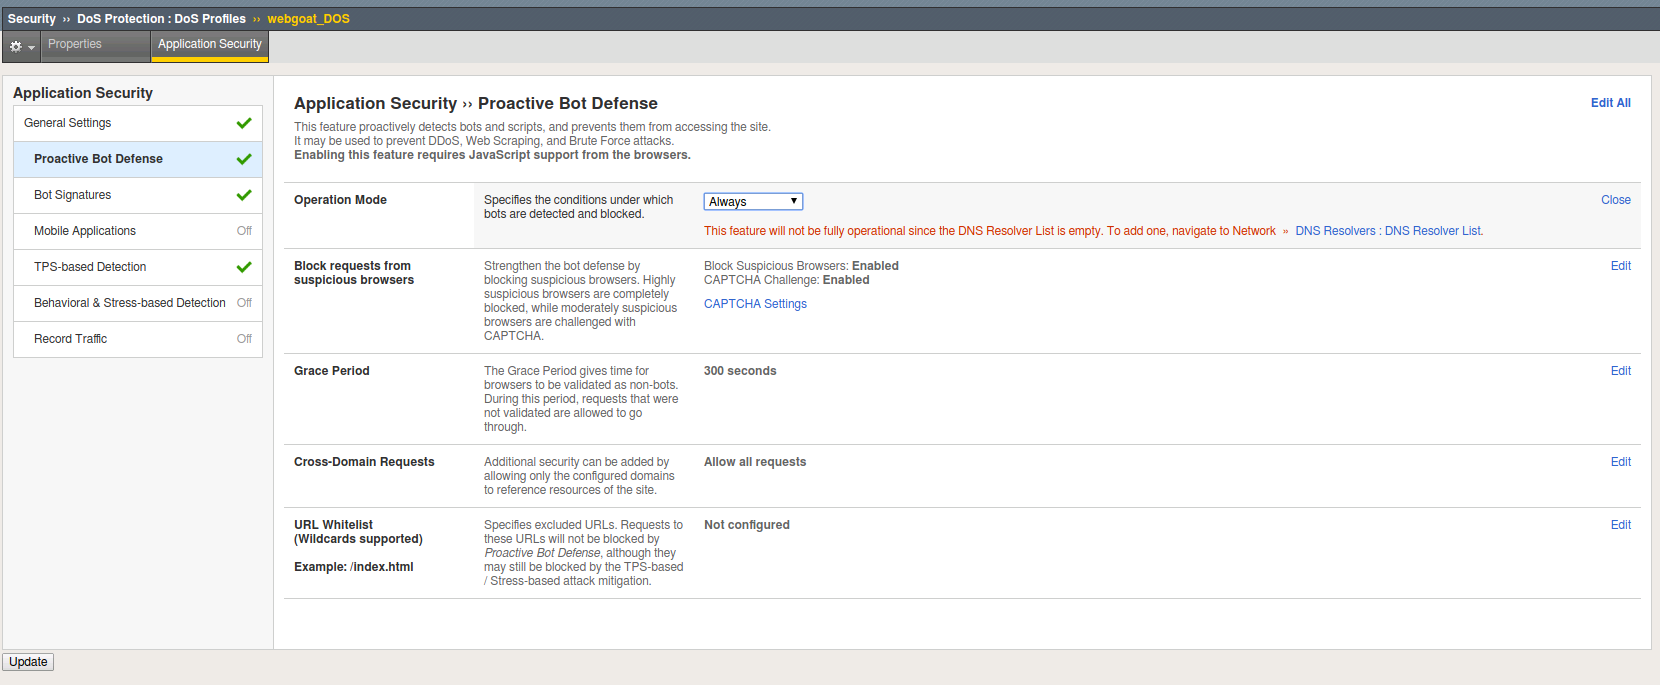 Security ›› DoS Protection : DoS Profiles ›› webgoat_DOS
Properties
Application Security
Application Security
General Settings
Proactive Bot Defense
Bot Signatures
Mobile Applications Off
TPS-based Detection
Behavioral & Stress-based Detection Off
Record Traffic Off
Application Security ›› Proactive Bot Defense
Edit All
This feature proactively detects bots and scripts, and prevents them from accessing the site.
It may be used to prevent DDoS, Web Scraping, and Brute Force attacks.
Enabling this feature requires JavaScript support from the browsers.
Operation Mode
Specifies the conditions under which
bots are detected and blocked.
Always
Close
This feature will not be fully operational since the DNS Resolver List is empty. To add one, navigate to Network » DNS Resolvers : DNS Resolver List.
Block requests from
suspicious browsers
Strengthen the bot defense by
blocking suspicious browsers. Highly
suspicious browsers are completely
blocked, while moderately suspicious
browsers are challenged with
CAPTCHA.
Block Suspicious Browsers: Enabled
CAPTCHA Challenge: Enabled
CAPTCHA Settings
Edit
Grace Period
The Grace Period gives time for
browsers to be validated as non-bots.
During this period, requests that were
not validated are allowed to go
through.
300 seconds
Edit
Cross-Domain Requests
Additional security can be added by
allowing only the configured domains
to reference resources of the site.
Allow all requests
Edit
URL Whitelist
(Wildcards supported)
Example: /index.html
Specifies excluded URLs. Requests to
these URLs will not be blocked by
Proactive Bot Defense, although they
may still be blocked by the TPS-based
/ Stress-based attack mitigation.
Not configured
Edit
Update